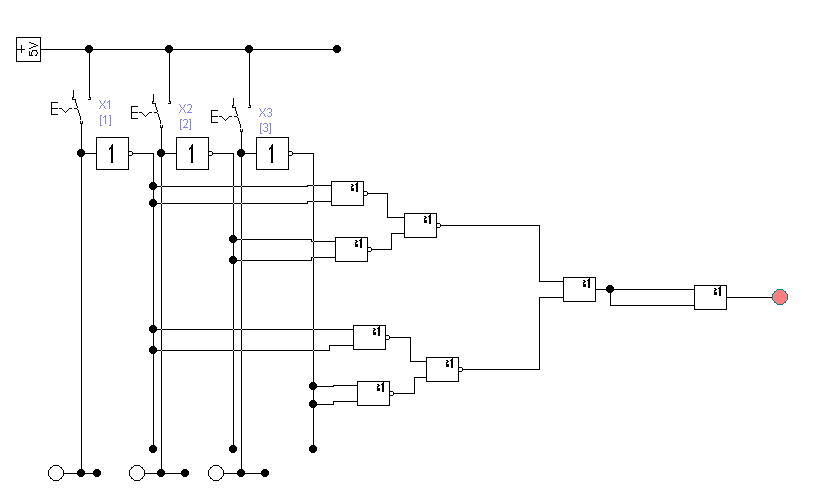 + 5V
X1
[1]
X2
[2]
X3
[3]
1 1 1
≥1
≥1
≥1
≥1 ≥1
≥1
≥1
≥1